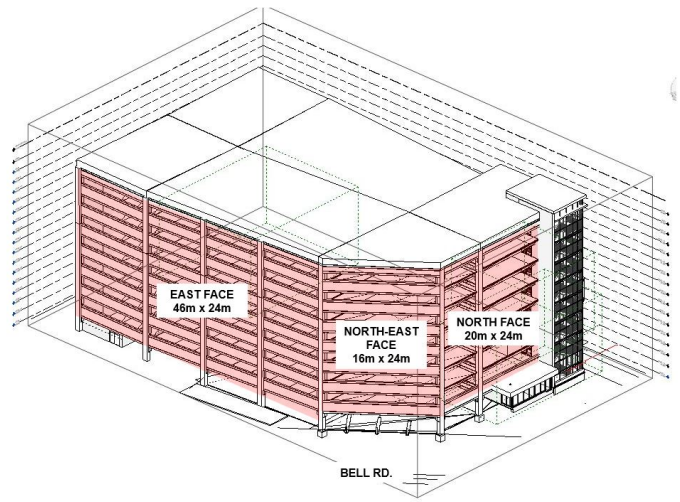 EAST FACE
46m x 24m
NORTH-EAST
FACE
16m x 24m
NORTH FACE
20m x 24m
BELL RD.